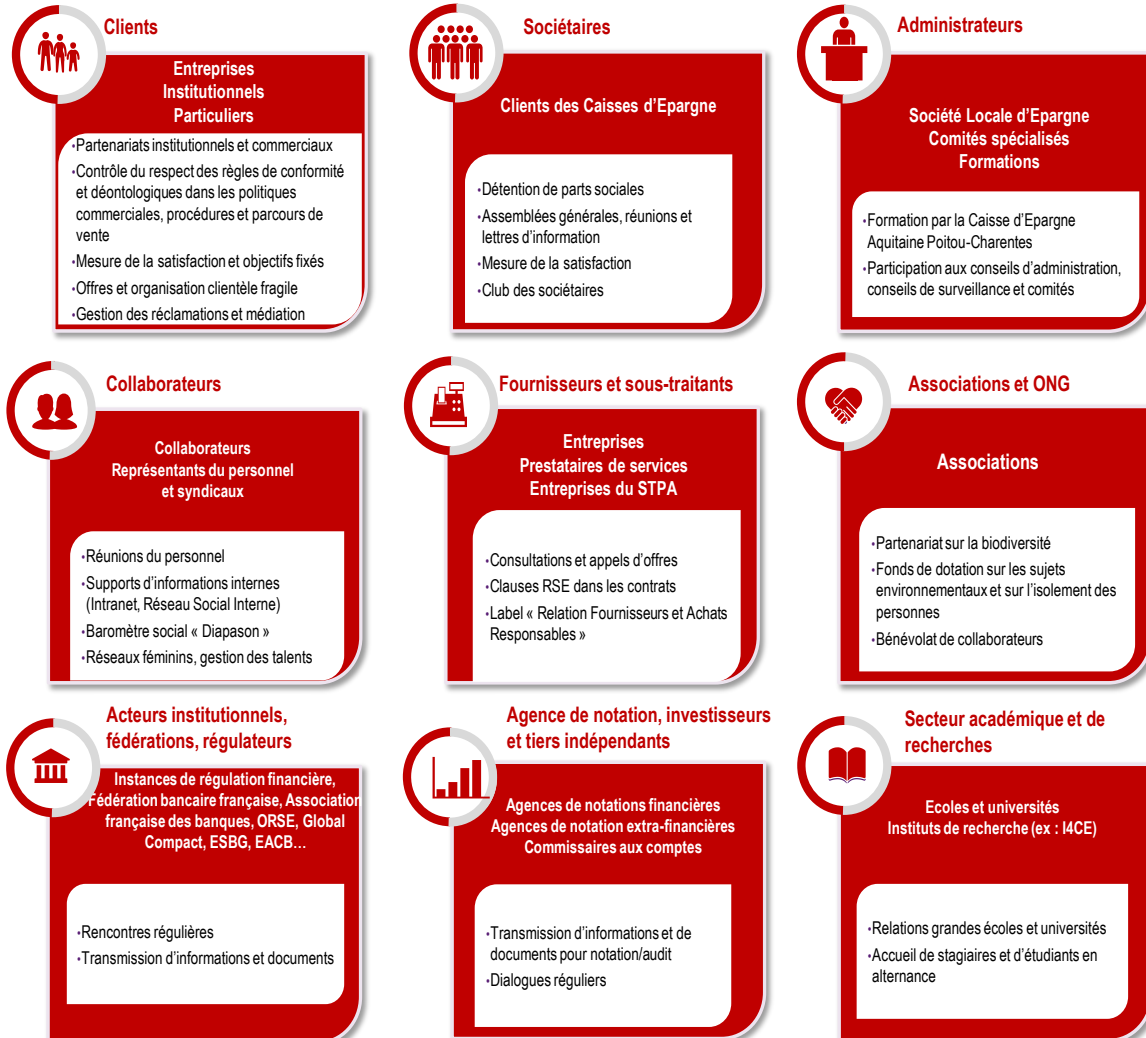 Clients
Entreprises
Institutionnels
Particuliers
•Partenariats institutionnels et commerciaux
•Contrôle du respect des règles de conformité
et déontologiques dans les politiques
commerciales, procédures et parcours de
vente
•Mesure de la satisfaction et objectifs fixés
•Offres et organisation clientèle fragile
•Gestion des réclamations et médiation
Sociétaires
Clients des Caisses d'Epargne
•Détention de parts sociales
•Assemblées générales, réunions et
lettres d'information
•Mesure de la satisfaction
•Club des sociétaires
Administrateurs
Société Locale d'Epargne
Comités spécialisés
Formations
•Formation par la Caisse d'Epargne
Aquitaine Poitou-Charentes
•Participation aux conseils d'administration,
conseils de surveillance et comités
Collaborateurs
Collaborateurs
Représentants du personnel
et syndicaux
•Réunions du personnel
•Supports d'informations internes
(Intranet, Réseau Social Interne)
•Baromètre social « Diapason »
•Réseaux féminins, gestion des talents
Fournisseurs et sous-traitants
Entreprises
Prestataires de services
Entreprises du STPA
•Consultations et appels d'offres
•Clauses RSE dans les contrats
•Label « Relation Fournisseurs et Achats
Responsables »
Associations et ONG
Associations
•Partenariat sur la biodiversité
•Fonds de dotation sur les sujets
environnementaux et sur l'isolement des
personnes
•Bénévolat de collaborateurs
Acteurs institutionnels,
fédérations, régulateurs
Instances de régulation financière,
Fédération bancaire française, Association
française des banques, ORSE, Global
Compact, ESBG, EACB…
•Rencontres régulières
•Transmission d'informations et documents
Agence de notation, investisseurs
et tiers indépendants
Agences de notations financières
Agences de notation extra-financières
Commissaires aux comptes
•Transmission d'informations et de
documents pour notation/audit
•Dialogues réguliers
Secteur académique et de
recherches
Ecoles et universités
Instituts de recherche (ex : I4CE)
•Relations grandes écoles et universités
•Accueil de stagiaires et d'étudiants en
alternance